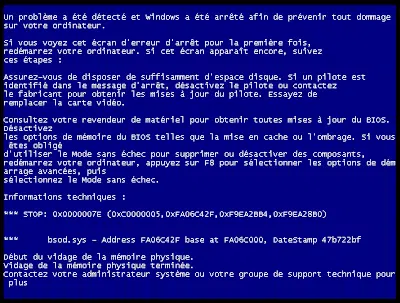 Un problème a été détecté et Windows a été arrêté afin de prévenir tout dommage
sur votre ordinateur.
Si vous voyez cet écran d'erreur d'arrêt pour la première fois,
redémarrez votre ordinateur. Si cet écran apparaît encore, suivez
ces étapes :
Assurez-vous de disposer de suffisamment d'espace disque. Si un pilote est
identifié dans le message d'arrêt, désactivez le pilote ou contactez
le fabricant pour obtenir les mises à jour du pilote. Essayez de
remplacer la carte vidéo.
Consultez votre revendeur de matériel pour obtenir toutes mises à jour du BIOS.
Désactivez
les options de mémoire du BIOS telles que la mise en cache ou l'ombrage. Si vous
êtes obligé
d'utiliser le Mode sans échec pour supprimer ou désactiver des composants,
redémarrez votre ordinateur, appuyez sur F8 pour sélectionner les options de dém
arrage avancées, puis
sélectionnez le Mode sans échec.
Informations techniques :
*** STOP: 0x0000007E (0xC0000005,0xFA06C42F,0xF9EA2BB4,0xF9EA28B0)
*** bsod.sys - Address FA06C42F base at FA06C000, DateStamp 47b722bf
Début du vidage de la mémoire physique.
Vidage de la mémoire physique terminée.
Contactez votre administrateur système ou votre groupe de support technique pour
plus